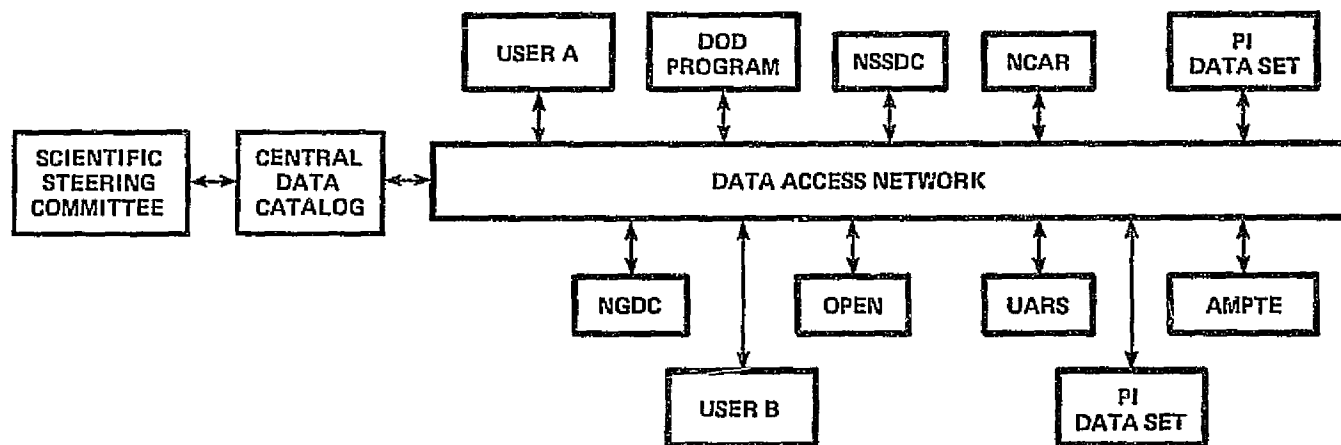 USER A
DOD
PROGRAM
NSSDC
NCAR
PI
DATA SET
SCIENTIFIC
STEERING
COMMITTEE
CENTRAL
DATA
CATALOG
DATA ACCESS NETWORK
NGDC
OPEN
UARS
AMPTE
USER B
PI
DATA SET